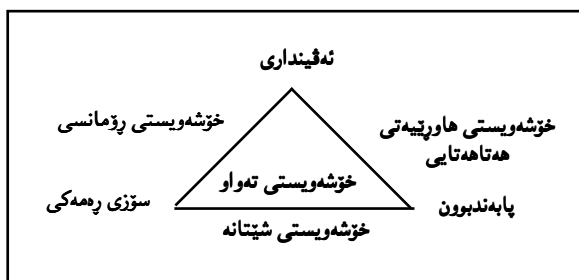 ئەڤینداری
خۆشەویستی ڕۆمانسی
خۆشەویستی هاوڕێیەتی
هەتاهەتایی
خۆشەویستی تەواو
سۆزی ڕەمەکی
پابەندبوون
خۆشەویستی شێتانە